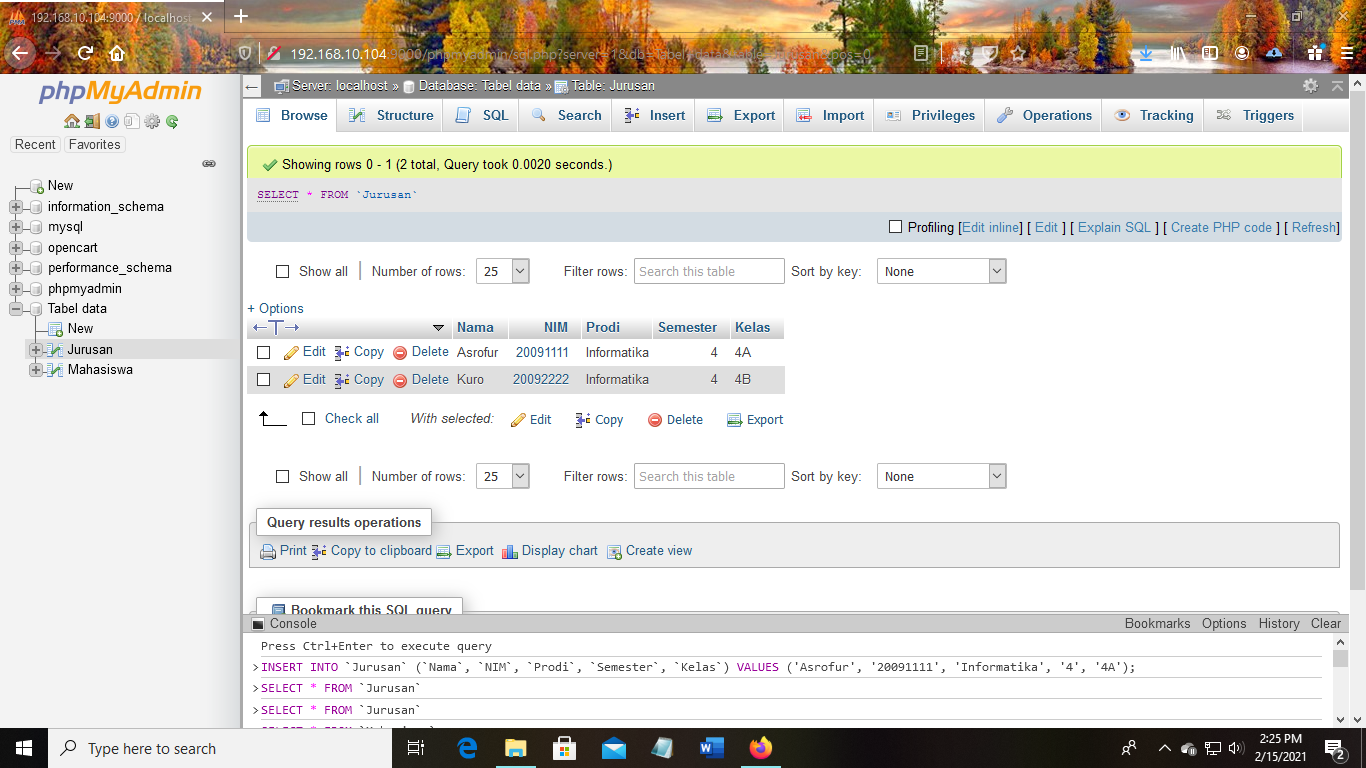 192.168.10.104:9000 / localhost
192.168.10.104:9000/phpmyadmin/sql.php?server=1&db=
phpMyAdmin
Recent Favorites
New
information_schema
mysql
opencart
performance_schema
phpmyadmin
Tabel data
New
Jurusan
Mahasiswa
Server: localhost » Database: Tabel data » Table: Jurusan
Browse Structure SQL Search Insert Export Import Privileges Operations Tracking Triggers
Showing rows 0 - 1 (2 total, Query took 0.0020 seconds.)
SELECT * FROM `Jurusan`
Profiling [Edit inline] [ Edit ] [ Explain SQL ] [ Create PHP code ] [ Refresh]
Show all Number of rows: 25 Filter rows: Search this table Sort by key: None
+ Options
←T→ Nama NIM Prodi Semester Kelas
Edit Copy Delete Asrofur 20091111 Informatika 4 4A
Edit Copy Delete Kuro 20092222 Informatika 4 4B
Check all With selected: Edit Copy Delete Export
Show all Number of rows: 25 Filter rows: Search this table Sort by key: None
Query results operations
Print Copy to clipboard Export Display chart Create view
Bookmark this SQL query
Console Bookmarks Options History Clear
Press Ctrl+Enter to execute query
>INSERT INTO `Jurusan` (`Nama`, `NIM`, `Prodi`, `Semester`, `Kelas`) VALUES ('Asrofur', '20091111', 'Informatika', '4', '4A');
>SELECT * FROM `Jurusan`
>SELECT * FROM `Jurusan`
Type here to search
2:25 PM
2/15/2021
2